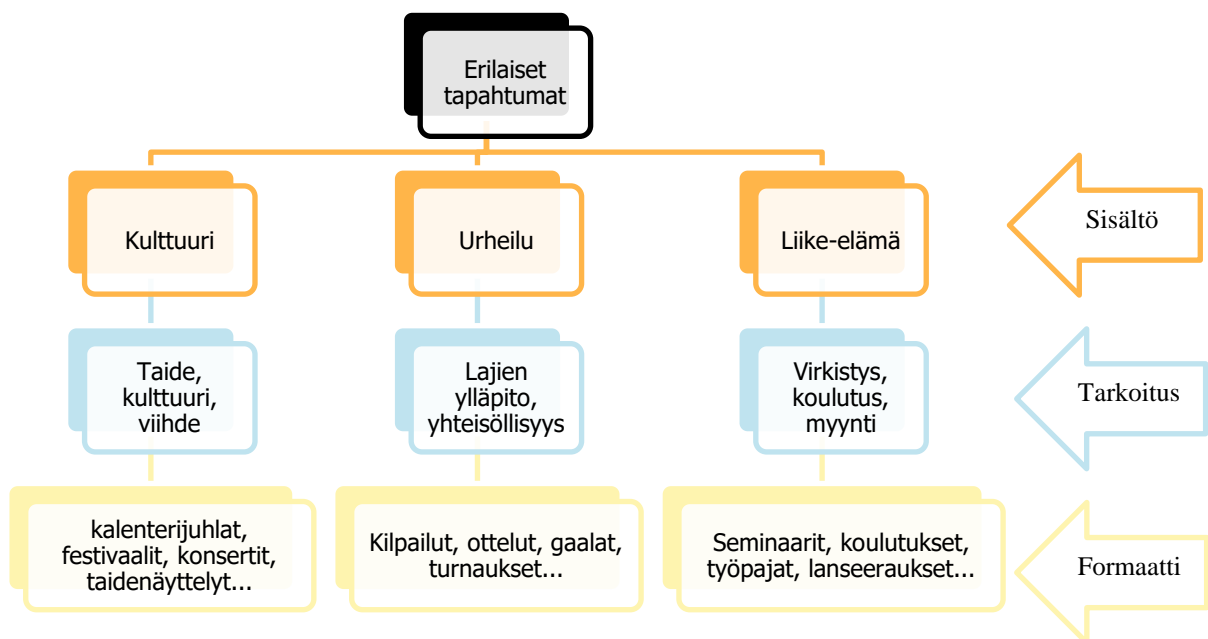 Erilaiset
tapahtumat
Kulttuuri
Urheilu
Liike-elämä
Sisältö
Taide,
kulttuuri,
viihde
Lajien
ylläpito,
yhteisöllisyys
Virkistys,
koulutus,
myynti
Tarkoitus
kalenterijuhlat,
festivaalit, konsertit,
taidenäyttelyt...
Kilpailut, ottelut, gaalat,
turnaukset...
Seminaarit, koulutukset,
työpajat, lanseeraukset...
Formaatti